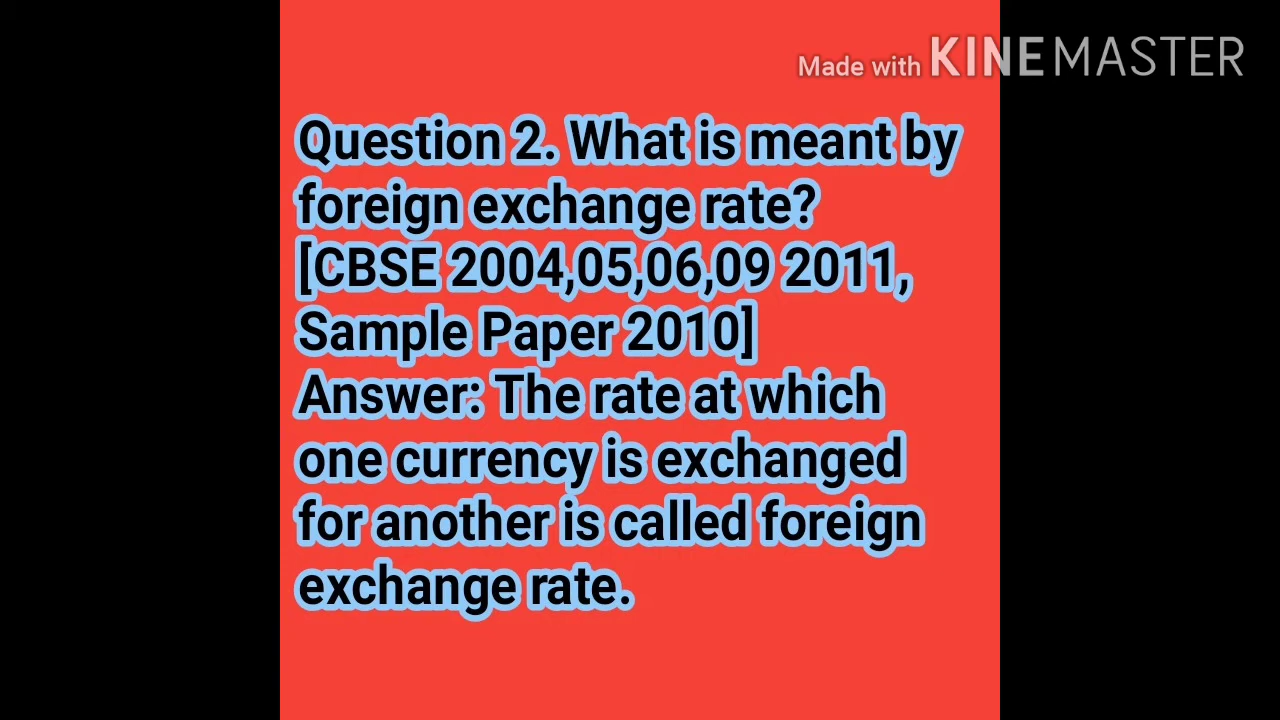 Made with KINEMASTER
Question 2. What is meant by
foreign exchange rate?
[CBSE 2004,05,06,09 2011,
Sample Paper 2010]
Answer: The rate at which
one currency is exchanged
for another is called foreign
exchange rate.